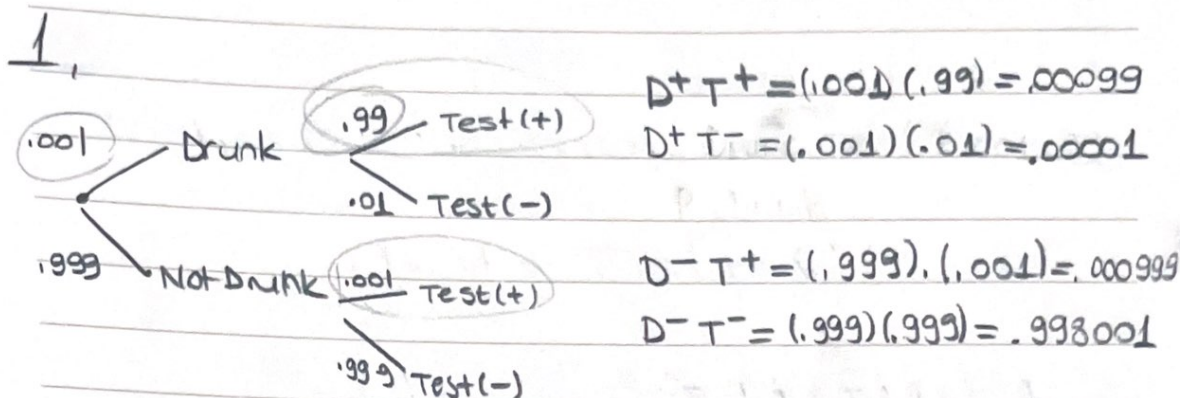 1.
.001 Drunk .99 Test(+)
.01 Test(-)
.999 Not Drunk .001 Test(+)
.999 Test(-)
D+ T+ = (.001)(.99) = .00099
D+ T- = (.001)(.01) = .00001
D- T+ = (.999).(.001) = .000999
D- T- = (.999)(.999) = .998001